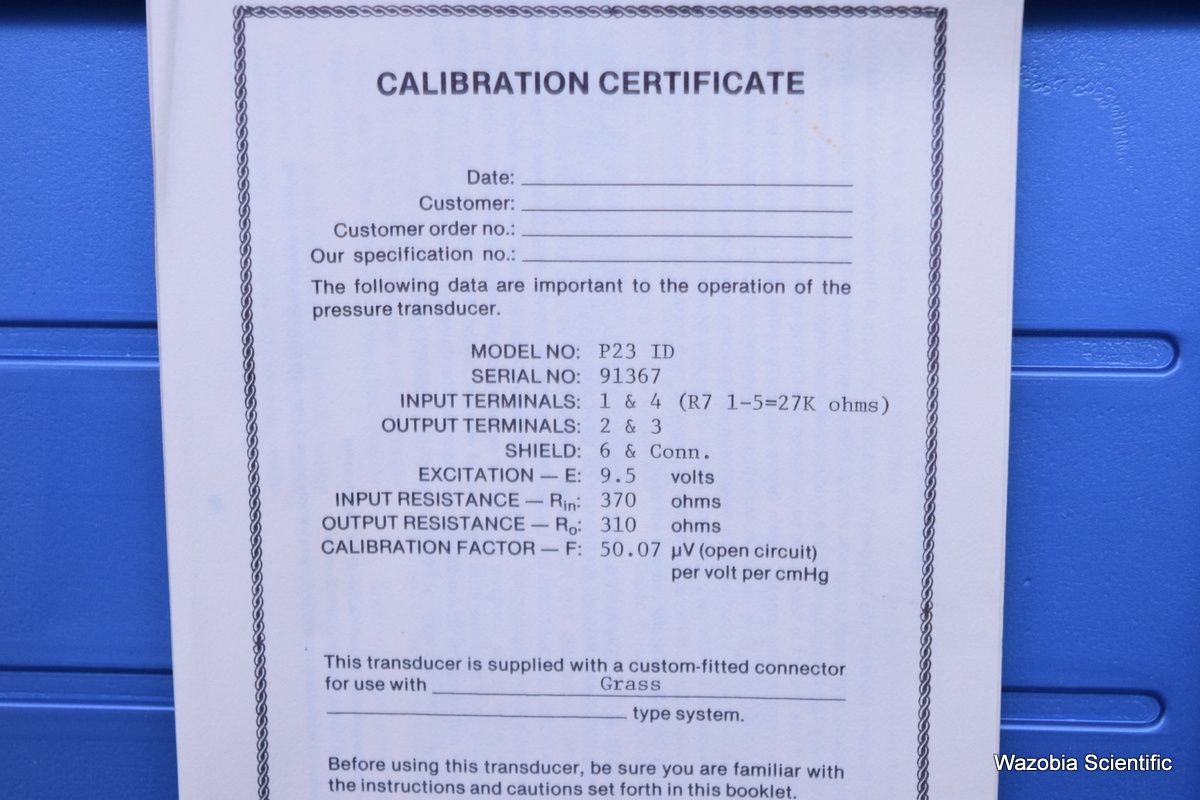 CALIBRATION CERTIFICATE
Date:
Customer:
Customer order no.:
Our specification no.:
The following data are important to the operation of the
pressure transducer.
MODEL NO: P23 ID
SERIAL NO: 91367
INPUT TERMINALS: 1 & 4 (R7 1-5=27K ohms)
OUTPUT TERMINALS: 2 & 3
SHIELD: 6 & Conn.
EXCITATION — E: 9.5 volts
INPUT RESISTANCE — Rin: 370 ohms
OUTPUT RESISTANCE — Ro: 310 ohms
CALIBRATION FACTOR — F: 50.07 µV (open circuit)
per volt per cmHg
This transducer is supplied with a custom-fitted connector
for use with Grass
type system.
Before using this transducer, be sure you are familiar with
the instructions and cautions set forth in this booklet.
Wazobia Scientific